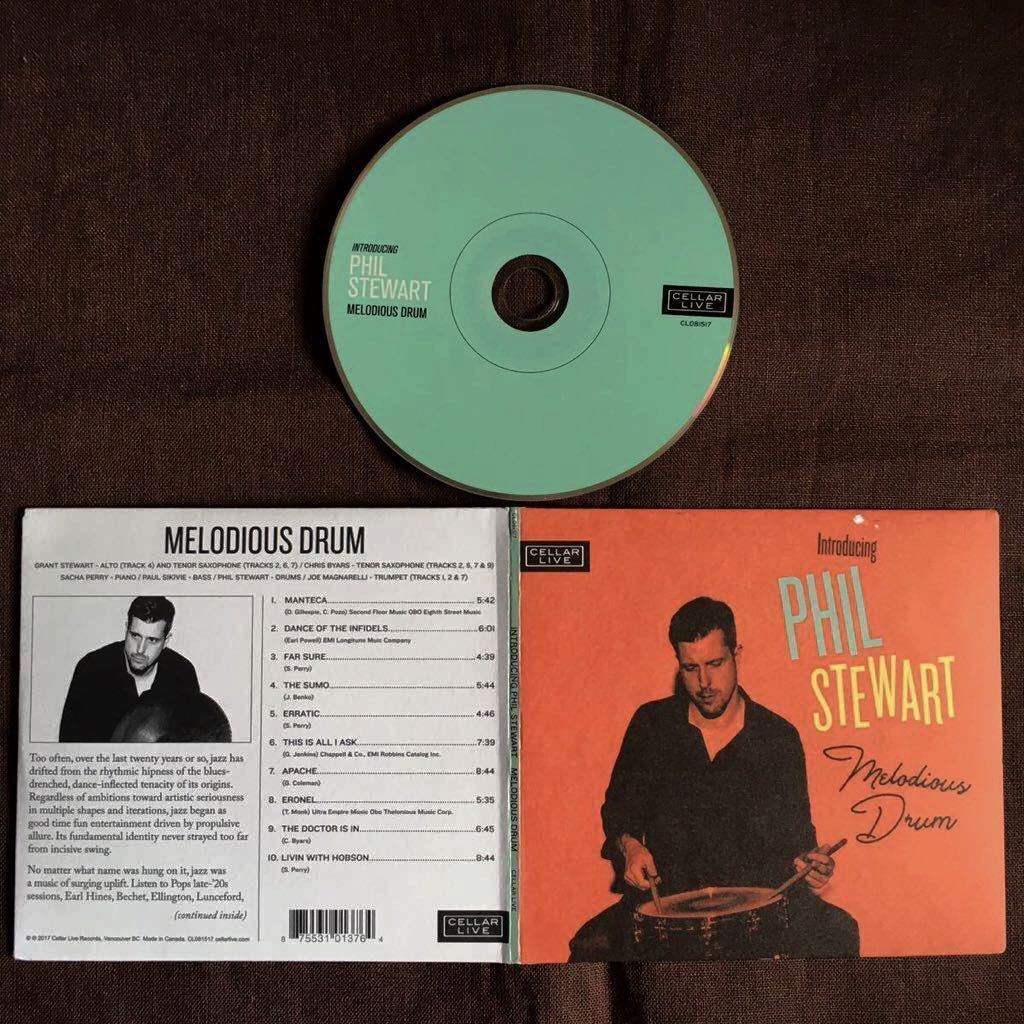 INTRODUCING
PHIL
STEWART
MELODIOUS DRUM
CELLAR
LIVE
CL081517
MELODIOUS DRUM
GRANT STEWART - ALTO (TRACK 4) AND TENOR SAXOPHONE (TRACKS 2, 6, 7) / CHRIS BYARS - TENOR SAXOPHONE (TRACKS 2, 5, 7 & 9)
SACHA PERRY - PIANO / PAUL SIKIVIE - BASS / PHIL STEWART - DRUMS / JOE MAGNARELLI - TRUMPET (TRACKS 1, 2 & 7)
1. MANTECA 5:42
(D. Gillespie, C. Pozo) Second Floor Music OBO Eighth Street Music
2. DANCE OF THE INFIDELS 6:01
(Earl Powell) EMI Longitune Muic Company
3. FAR SURE 4:39
(S. Perry)
4. THE SUMO 5:44
(J. Benko)
5. ERRATIC 4:46
(S. Perry)
6. THIS IS ALL I ASK 7:39
(G. Jenkins) Chappell & Co., EMI Robbins Catalog Inc.
7. APACHE 8:44
(G. Coleman)
8. ERONEL 5:35
(T. Monk) Ultra Empire Music Obo Thelonious Music Corp.
9. THE DOCTOR IS IN 6:45
(C. Byars)
10. LIVIN WITH HOBSON 8:44
(S. Perry)
Too often, over the last twenty years or so, jazz has
drifted from the rhythmic hipness of the blues-
drenched, dance-inflected tenacity of its origins.
Regardless of ambitions toward artistic seriousness
in multiple shapes and iterations, jazz began as
good time fun entertainment driven by propulsive
allure. Its fundamental identity never strayed too far
from incisive swing.
No matter what name was hung on it, jazz was
a music of surging uplift. Listen to Pops late-'20s
sessions, Earl Hines, Bechet, Ellington, Lunceford,
(continued inside)
℗ © 2017 Cellar Live Records, Vancouver BC Made in Canada. CL081517 cellarlive.com
8 75531 01376 4
CELLAR
LIVE
INTRODUCING PHIL STEWART MELODIOUS DRUM CELLAR LIVE
CELLAR
LIVE
Introducing
PHIL
STEWART
Melodious
Drum